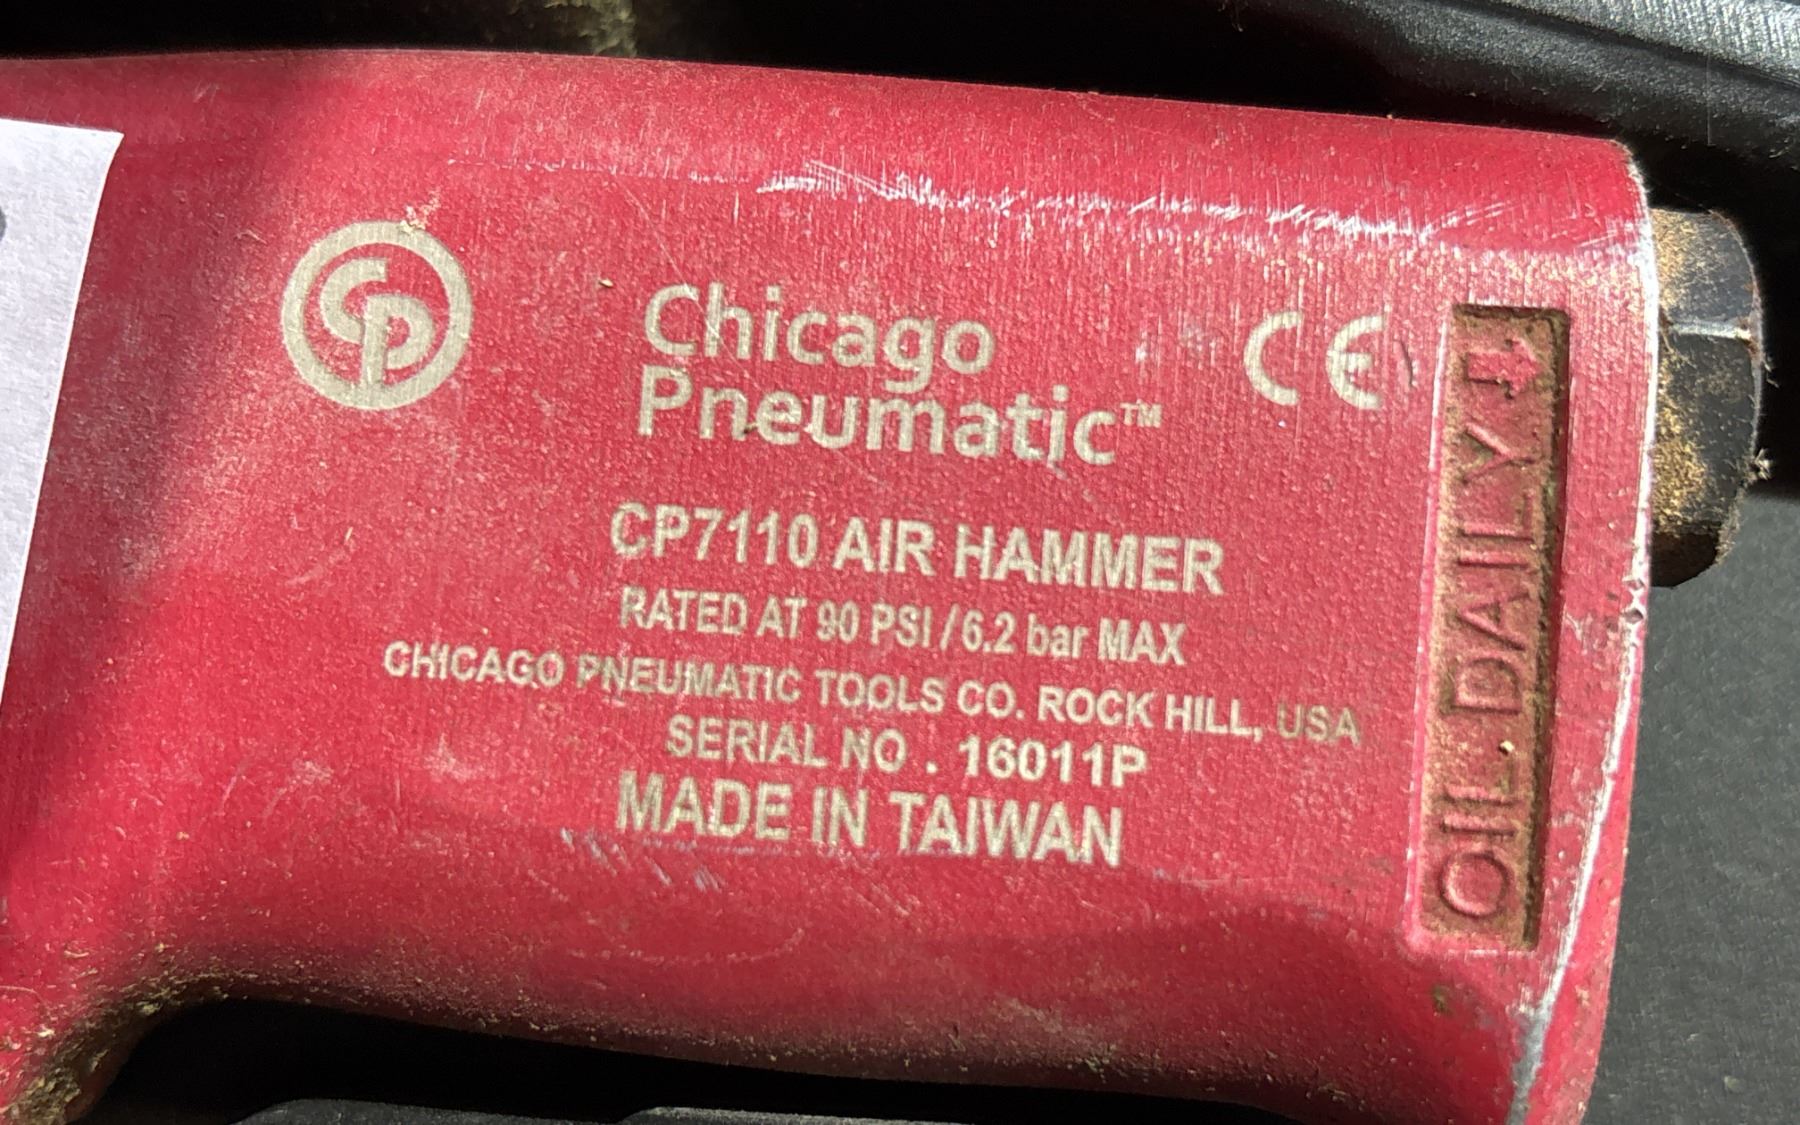 CP
Chicago
Pneumatic™
CE
CP7110 AIR HAMMER
RATED AT 90 PSI / 6.2 bar MAX
CHICAGO PNEUMATIC TOOLS CO. ROCK HILL, USA
SERIAL NO . 16011P
MADE IN TAIWAN
OIL DAILY